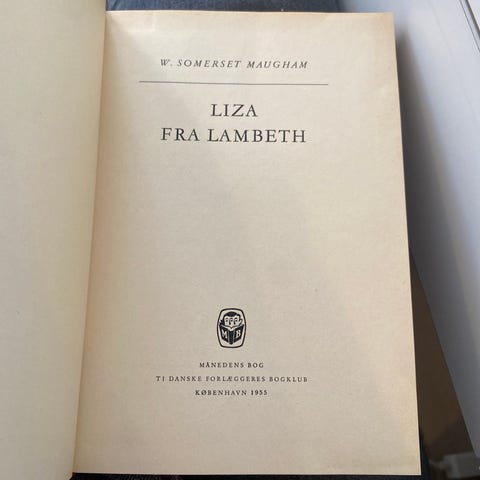 W. SOMERSET MAUGHAM
LIZA
FRA LAMBETH
M B
MÅNEDENS BOG
TI DANSKE FORLÆGGERES BOGKLUB
KØBENHAVN 1955